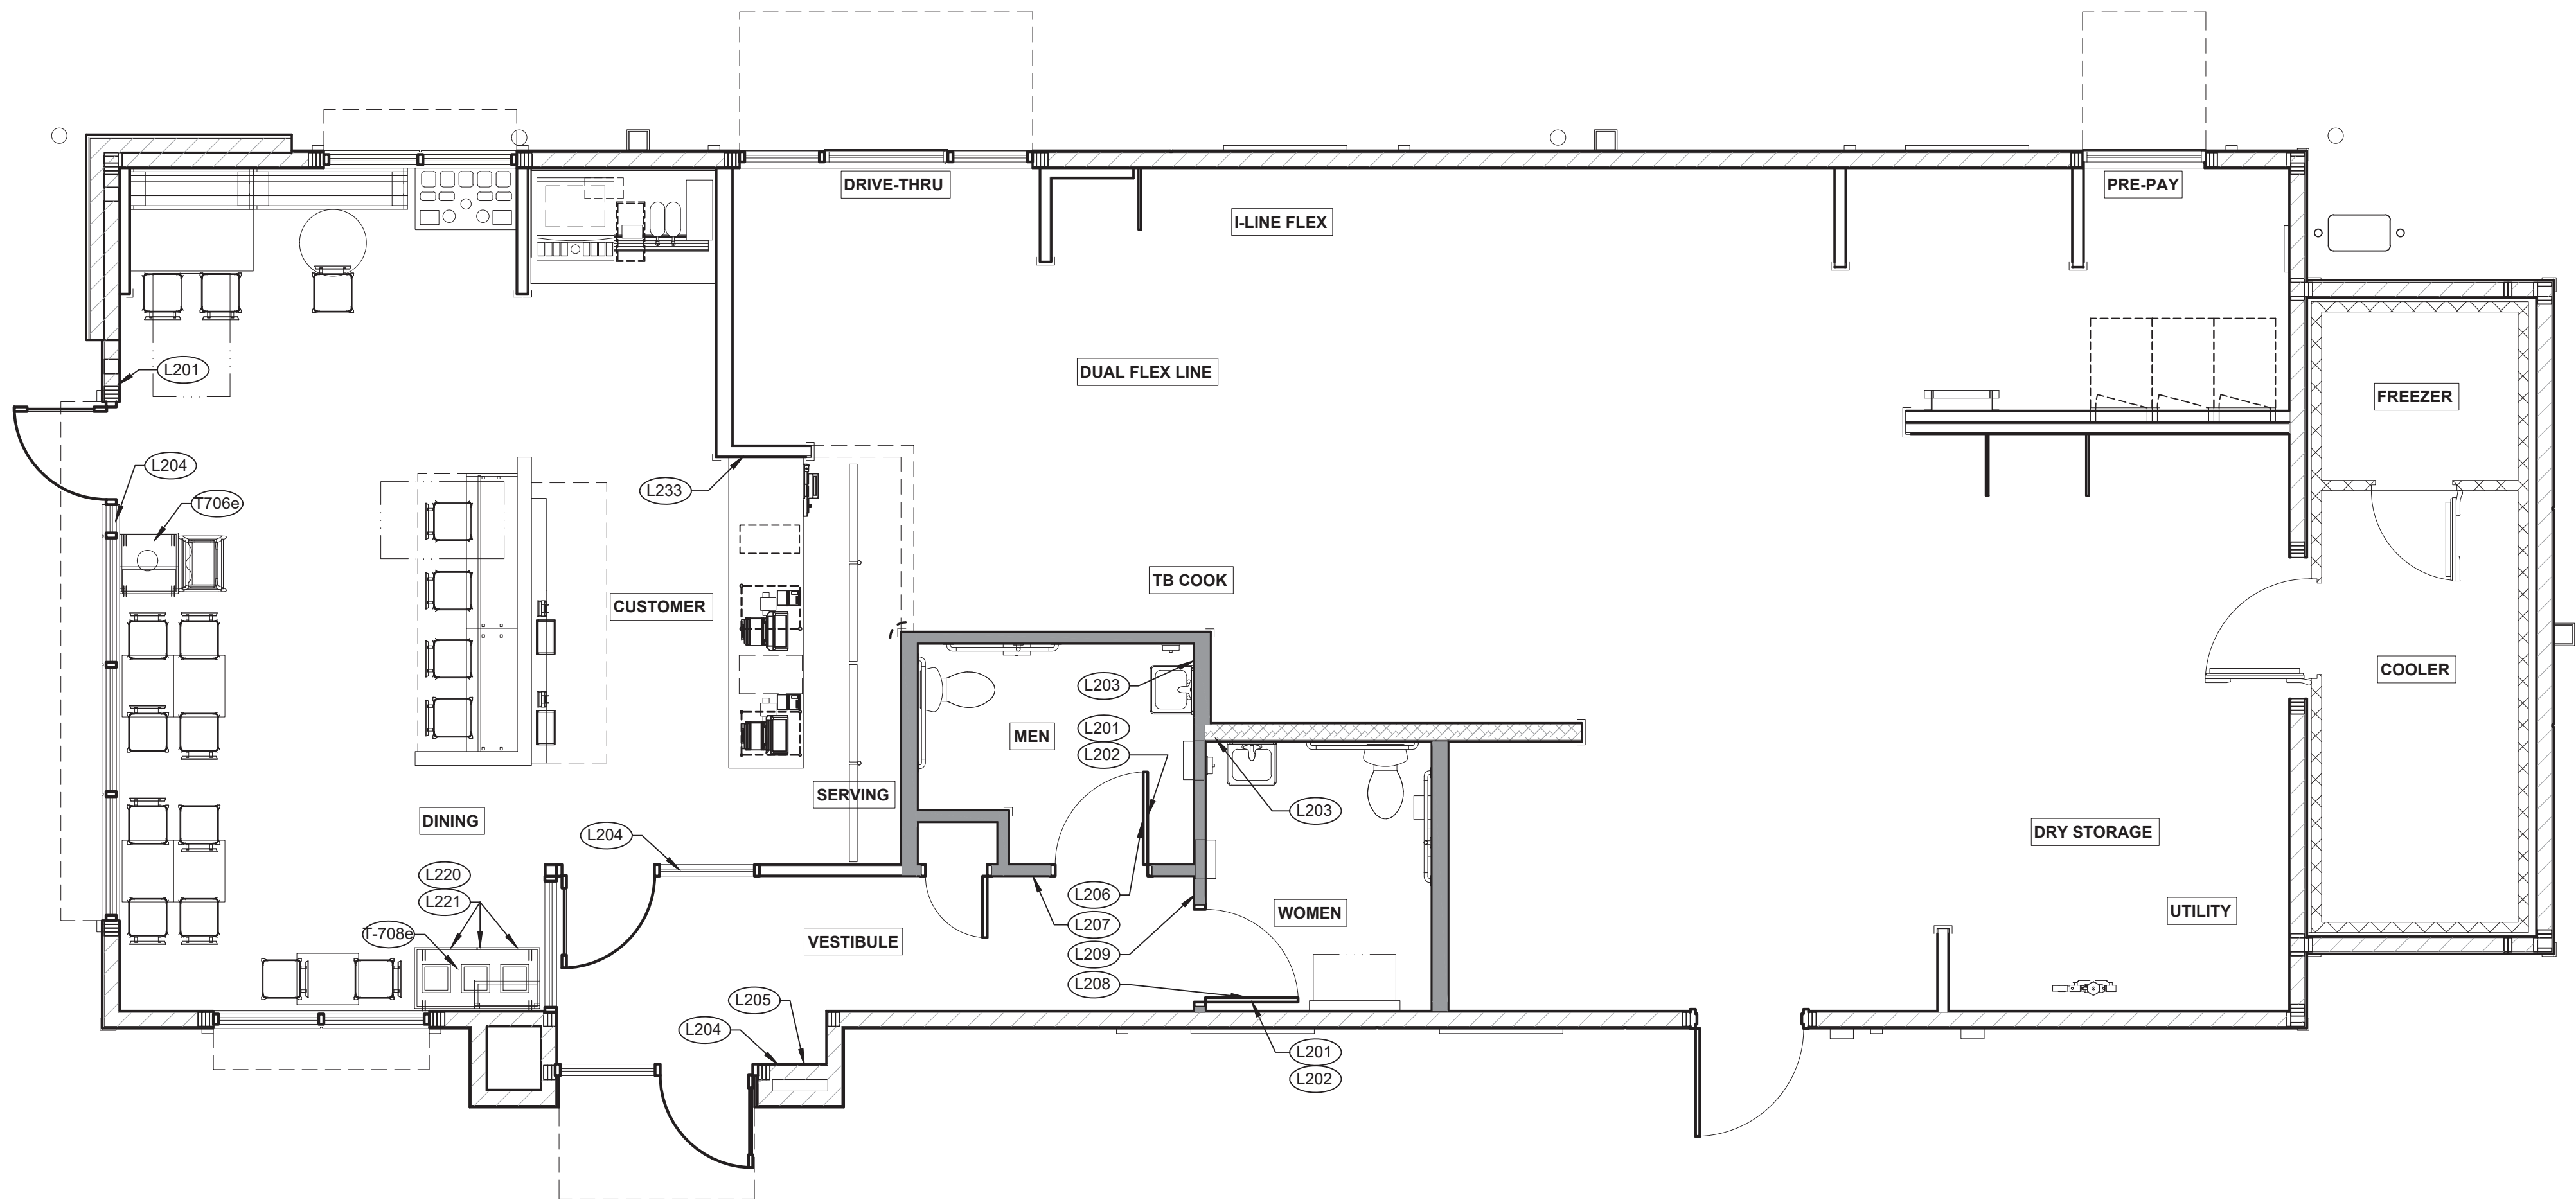 DRIVE-THRU
PRE-PAY
I-LINE FLEX
L201
DUAL FLEX LINE
FREEZER
L204
L233
T706e
TB COOK
CUSTOMER
COOLER
L203
L201
L202
MEN
SERVING
L203
DINING
L204
DRY STORAGE
L220
L221
L206
L207
L209
L208
WOMEN
UTILITY
T-708e
VESTIBULE
L205
L204
L201
L202